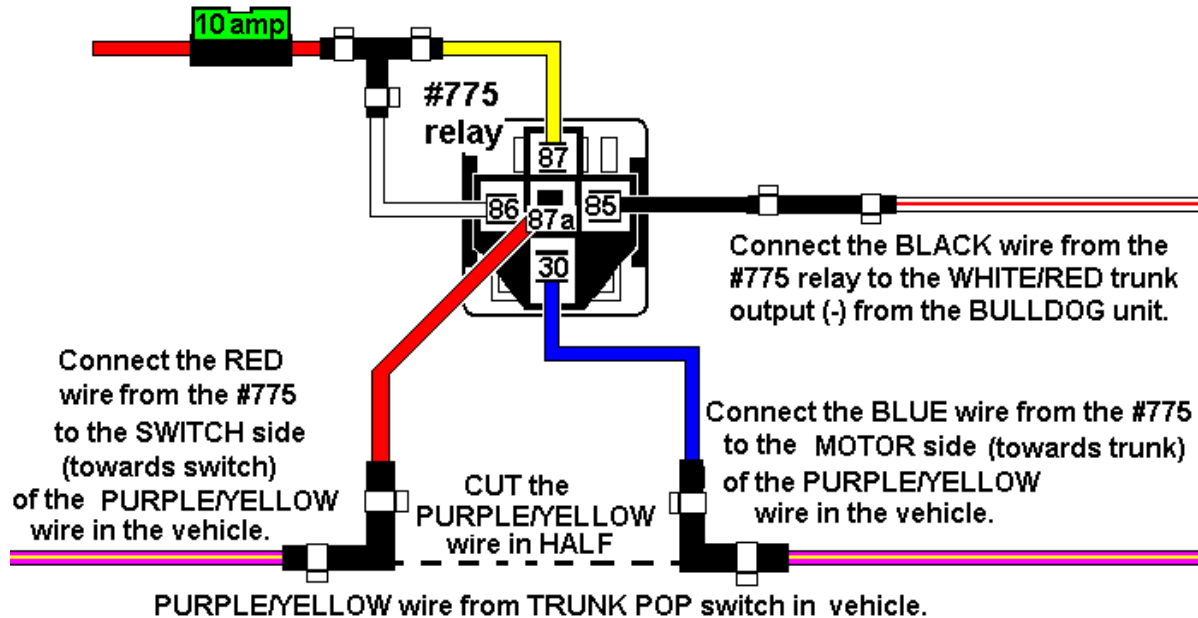 10 amp
#775
relay
87
86
87a
85
30
Connect the BLACK wire from the
#775 relay to the WHITE/RED trunk
output (-) from the BULLDOG unit.
Connect the RED
wire from the #775
to the SWITCH side
(towards switch)
of the PURPLE/YELLOW
wire in the vehicle.
CUT the
PURPLE/YELLOW
wire in HALF
Connect the BLUE wire from the #775
to the MOTOR side (towards trunk)
of the PURPLE/YELLOW
wire in the vehicle.
PURPLE/YELLOW wire from TRUNK POP switch in vehicle.